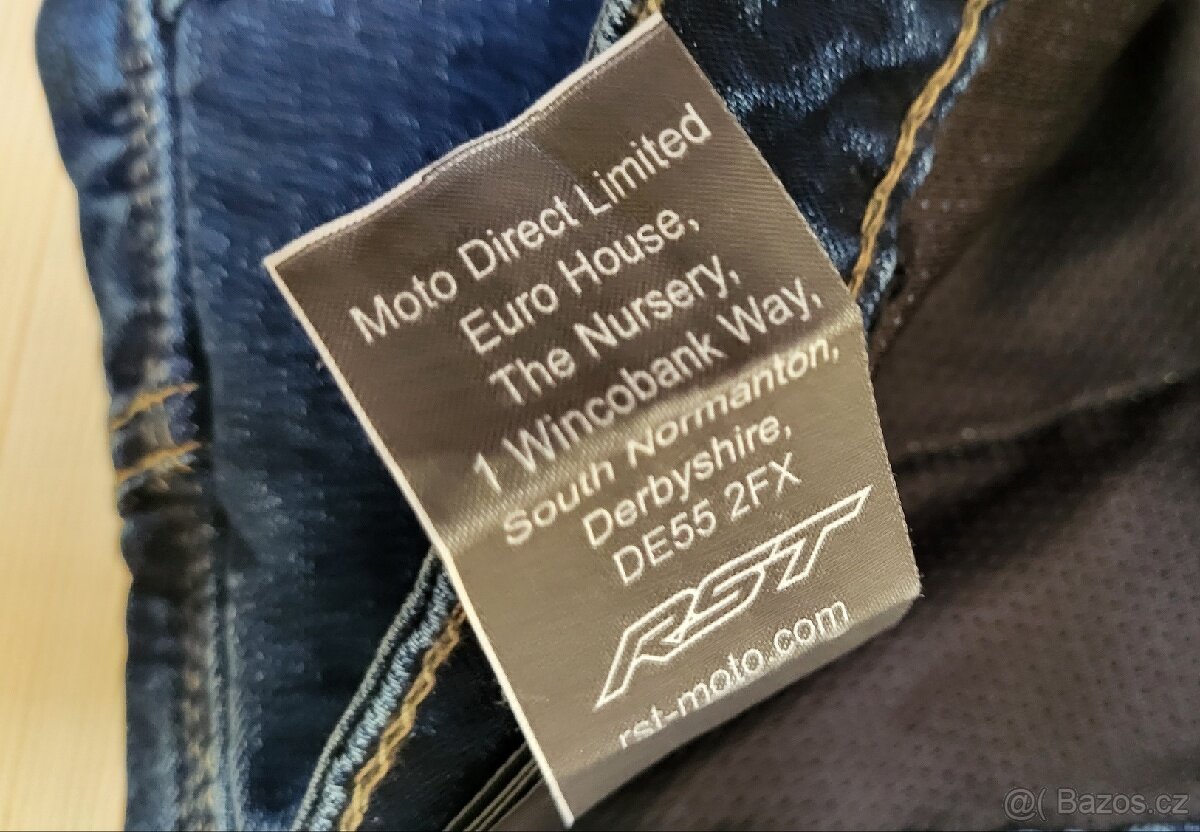 Moto Direct Limited
Euro House,
The Nursery,
1 Wincobank Way,
South Normanton,
Derbyshire,
DE55 2FX
RST
rst-moto.com
@( Bazos.cz